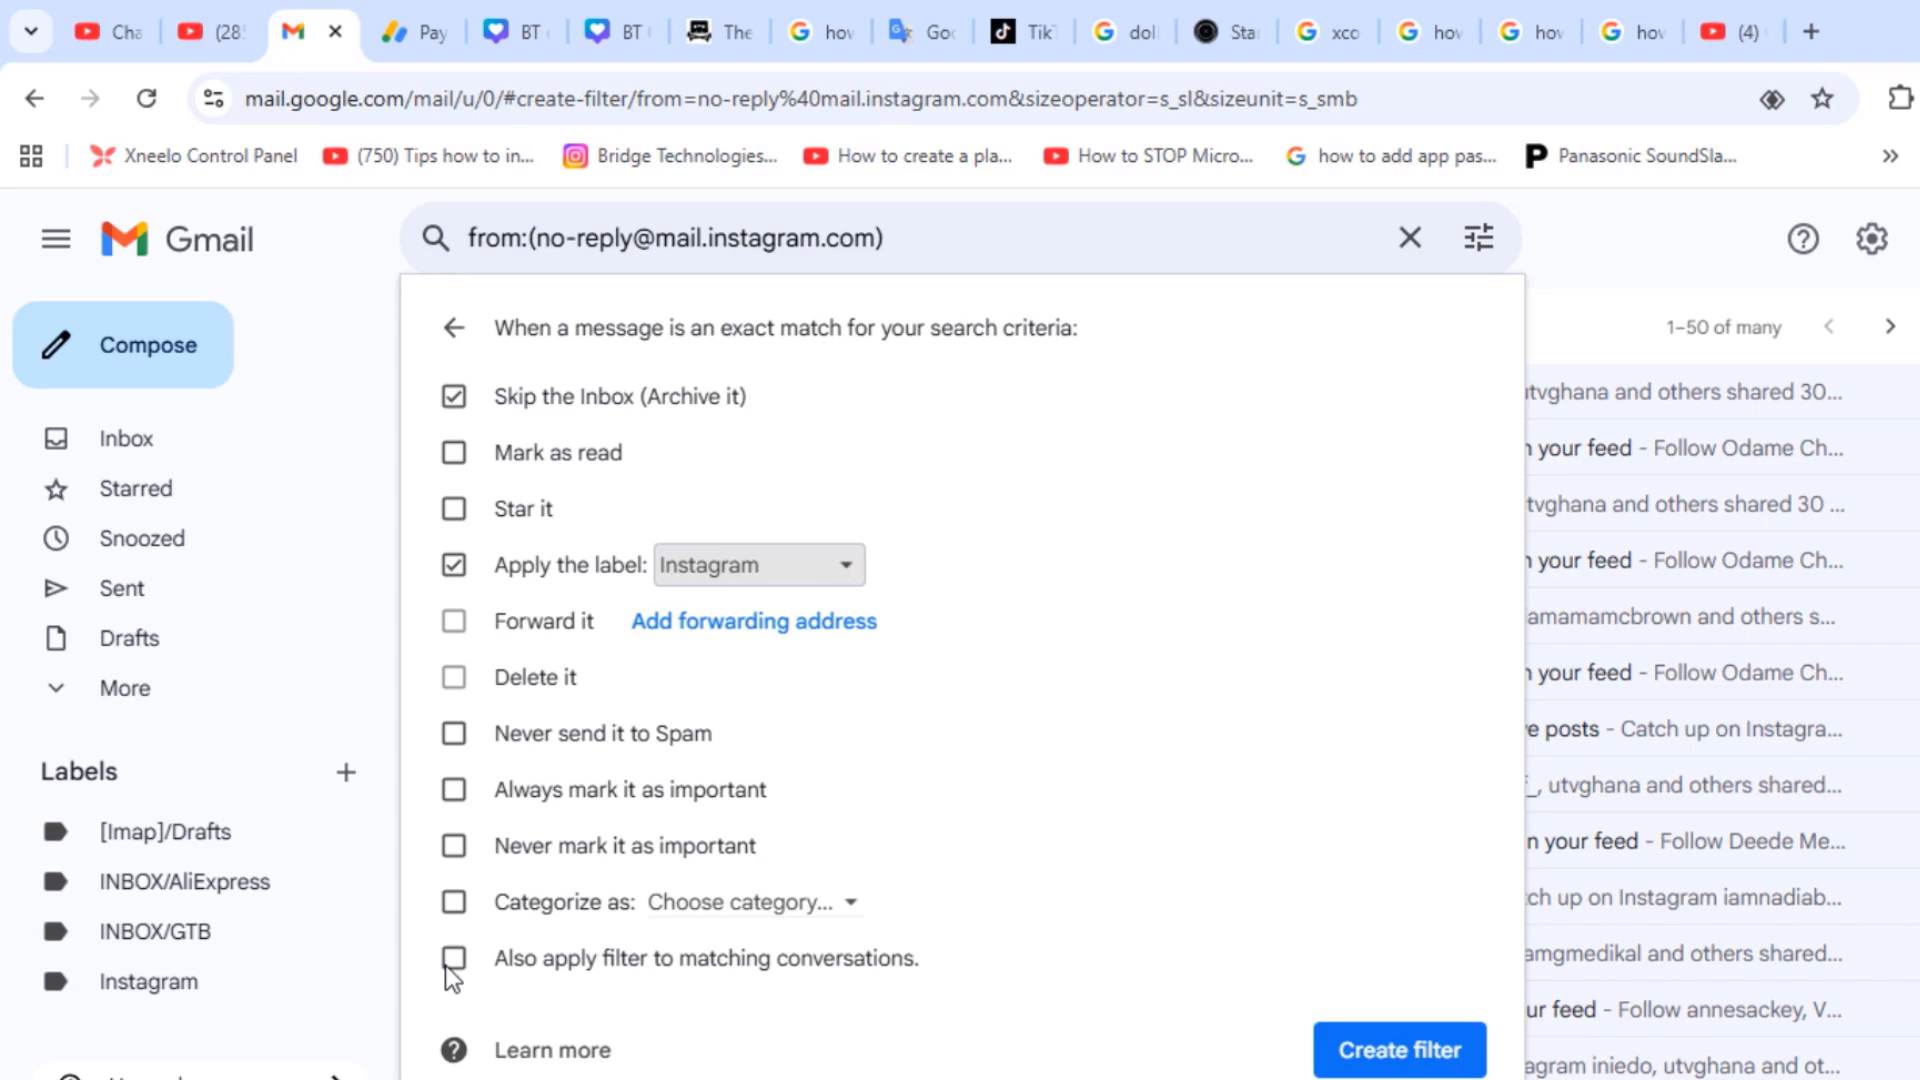 Cha
(28
Pay
BT
BT
The
how
Goo
Tik
dol
Sta
xco
how
how
how
(4)
mail.google.com/mail/u/0/#create-filter/from=no-reply%40mail.instagram.com&sizeoperator=s_sl&sizeunit=s_smb
Xneelo Control Panel
(750) Tips how to in...
Bridge Technologies...
How to create a pla...
How to STOP Micro...
how to add app pas...
Panasonic SoundSla...
Gmail
from:(no-reply@mail.instagram.com)
Compose
Inbox
Starred
Snoozed
Sent
Drafts
More
Labels
[Imap]/Drafts
INBOX/AliExpress
INBOX/GTB
Instagram
When a message is an exact match for your search criteria:
Skip the Inbox (Archive it)
Mark as read
Star it
Apply the label: Instagram
Forward it Add forwarding address
Delete it
Never send it to Spam
Always mark it as important
Never mark it as important
Categorize as: Choose category...
Also apply filter to matching conversations.
Learn more
Create filter
1–50 of many
utvghana and others shared 30...
n your feed - Follow Odame Ch...
tvghana and others shared 30 ...
n your feed - Follow Odame Ch...
iamamamcbrown and others s...
n your feed - Follow Odame Ch...
e posts - Catch up on Instagra...
_, utvghana and others shared...
n your feed - Follow Deede Me...
tch up on Instagram iamnadiab...
amgmedikal and others shared...
ur feed - Follow annesackey, V...
agram iniedo, utvghana and ot...